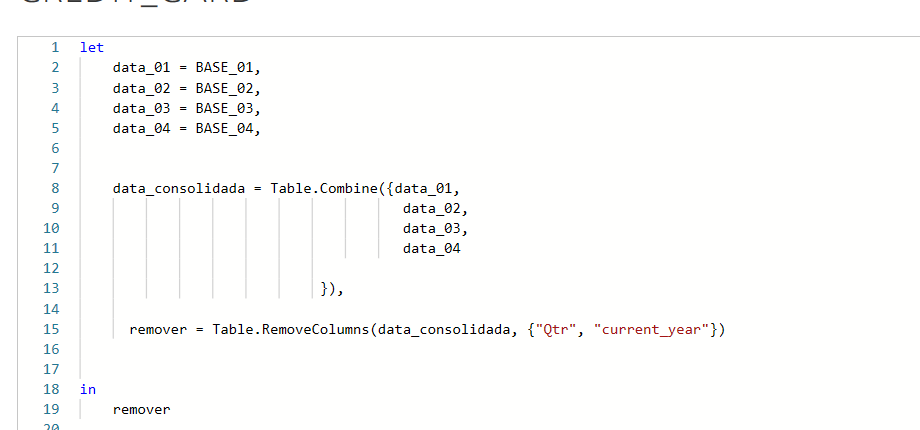 CREDIT_CARD
1 let
2 data_01 = BASE_01,
3 data_02 = BASE_02,
4 data_03 = BASE_03,
5 data_04 = BASE_04,
6
7
8 data_consolidada = Table.Combine({data_01,
9 data_02,
10 data_03,
11 data_04
12
13 }),
14
15 remover = Table.RemoveColumns(data_consolidada, {"Qtr", "current_year"})
16
17
18 in
19 remover
20